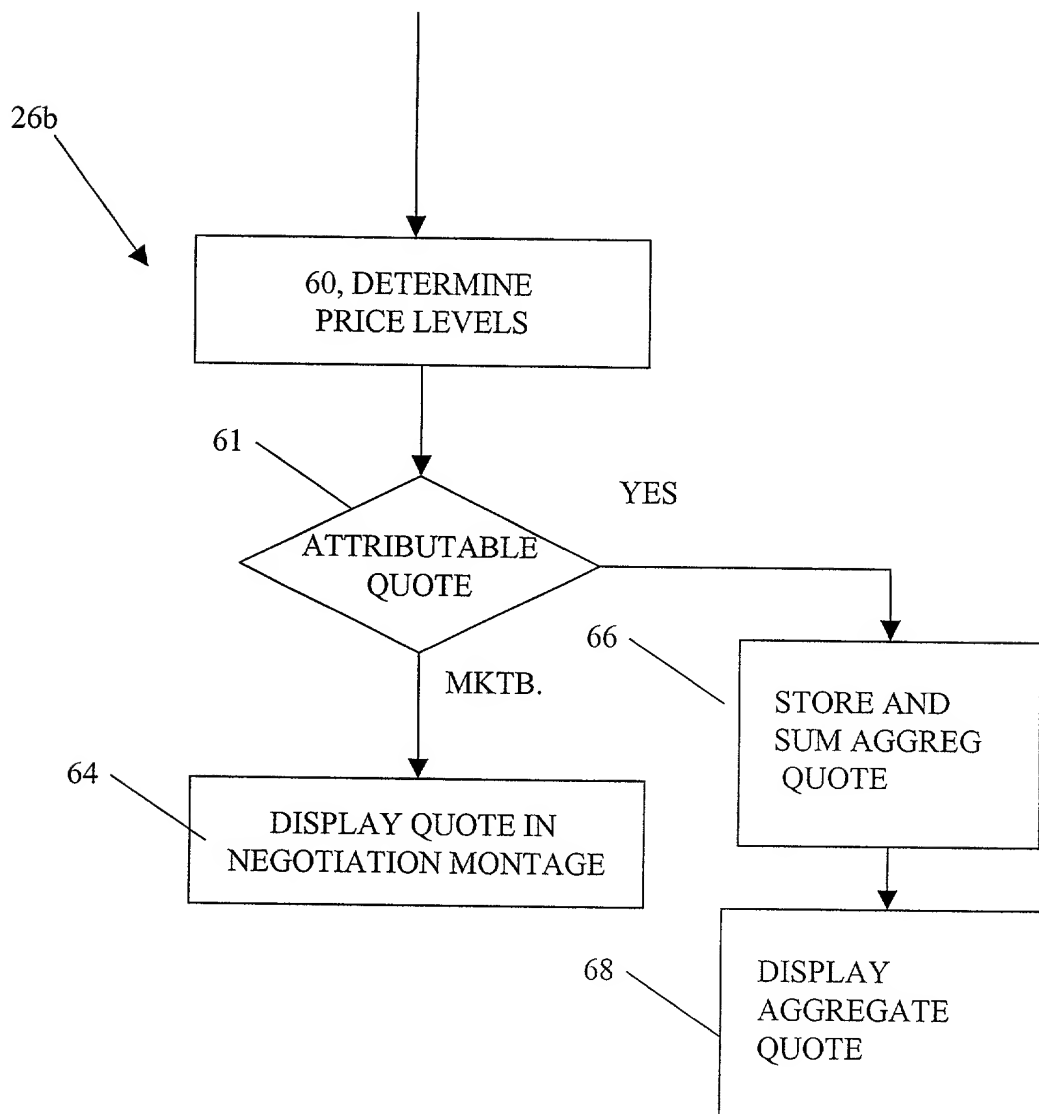 26b
60, DETERMINE
PRICE LEVELS
61
YES
ATTRIBUTABLE
QUOTE
66
MKTB.
STORE AND
SUM AGGREG
QUOTE
64
DISPLAY QUOTE IN
NEGOTIATION MONTAGE
68
DISPLAY
AGGREGATE
QUOTE